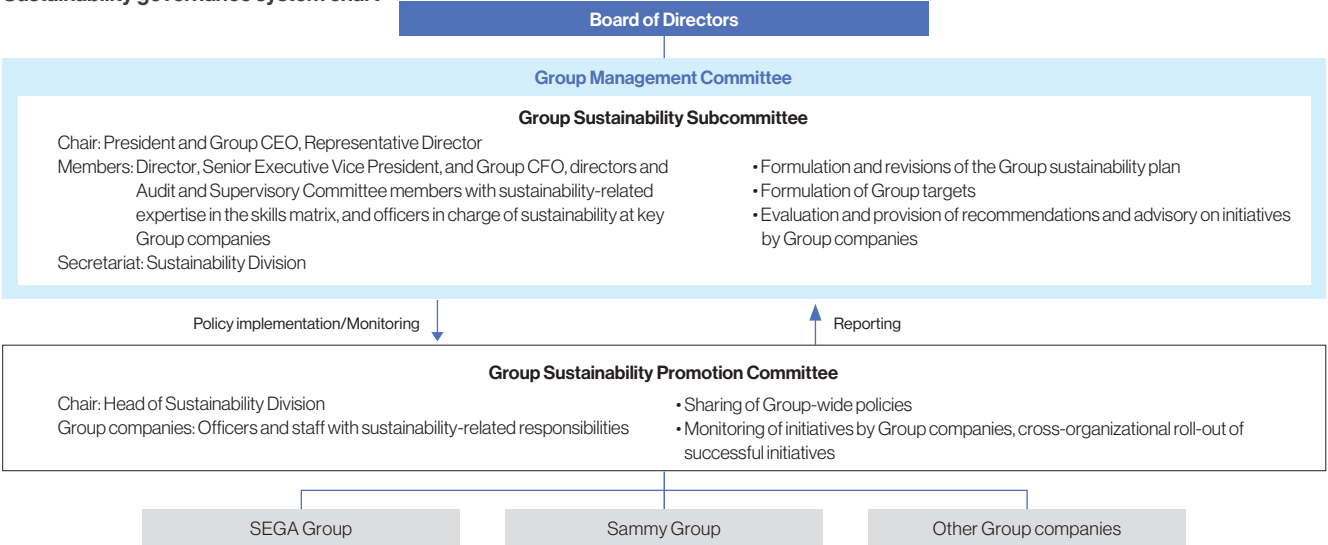 Sustainability governance system chart
Board of Directors
Group Management Committee
Group Sustainability Subcommittee
Chair: President and Group CEO, Representative Director
Members: Director, Senior Executive Vice President, and Group CFO, directors and
Audit and Supervisory Committee members with sustainability-related
expertise in the skills matrix, and officers in charge of sustainability at key
Group companies
Secretariat: Sustainability Division
• Formulation and revisions of the Group sustainability plan
• Formulation of Group targets
• Evaluation and provision of recommendations and advisory on initiatives
by Group companies
Policy implementation/Monitoring
Reporting
Group Sustainability Promotion Committee
Chair: Head of Sustainability Division
Group companies: Officers and staff with sustainability-related responsibilities
• Sharing of Group-wide policies
• Monitoring of initiatives by Group companies, cross-organizational roll-out of
successful initiatives
SEGA Group
Sammy Group
Other Group companies